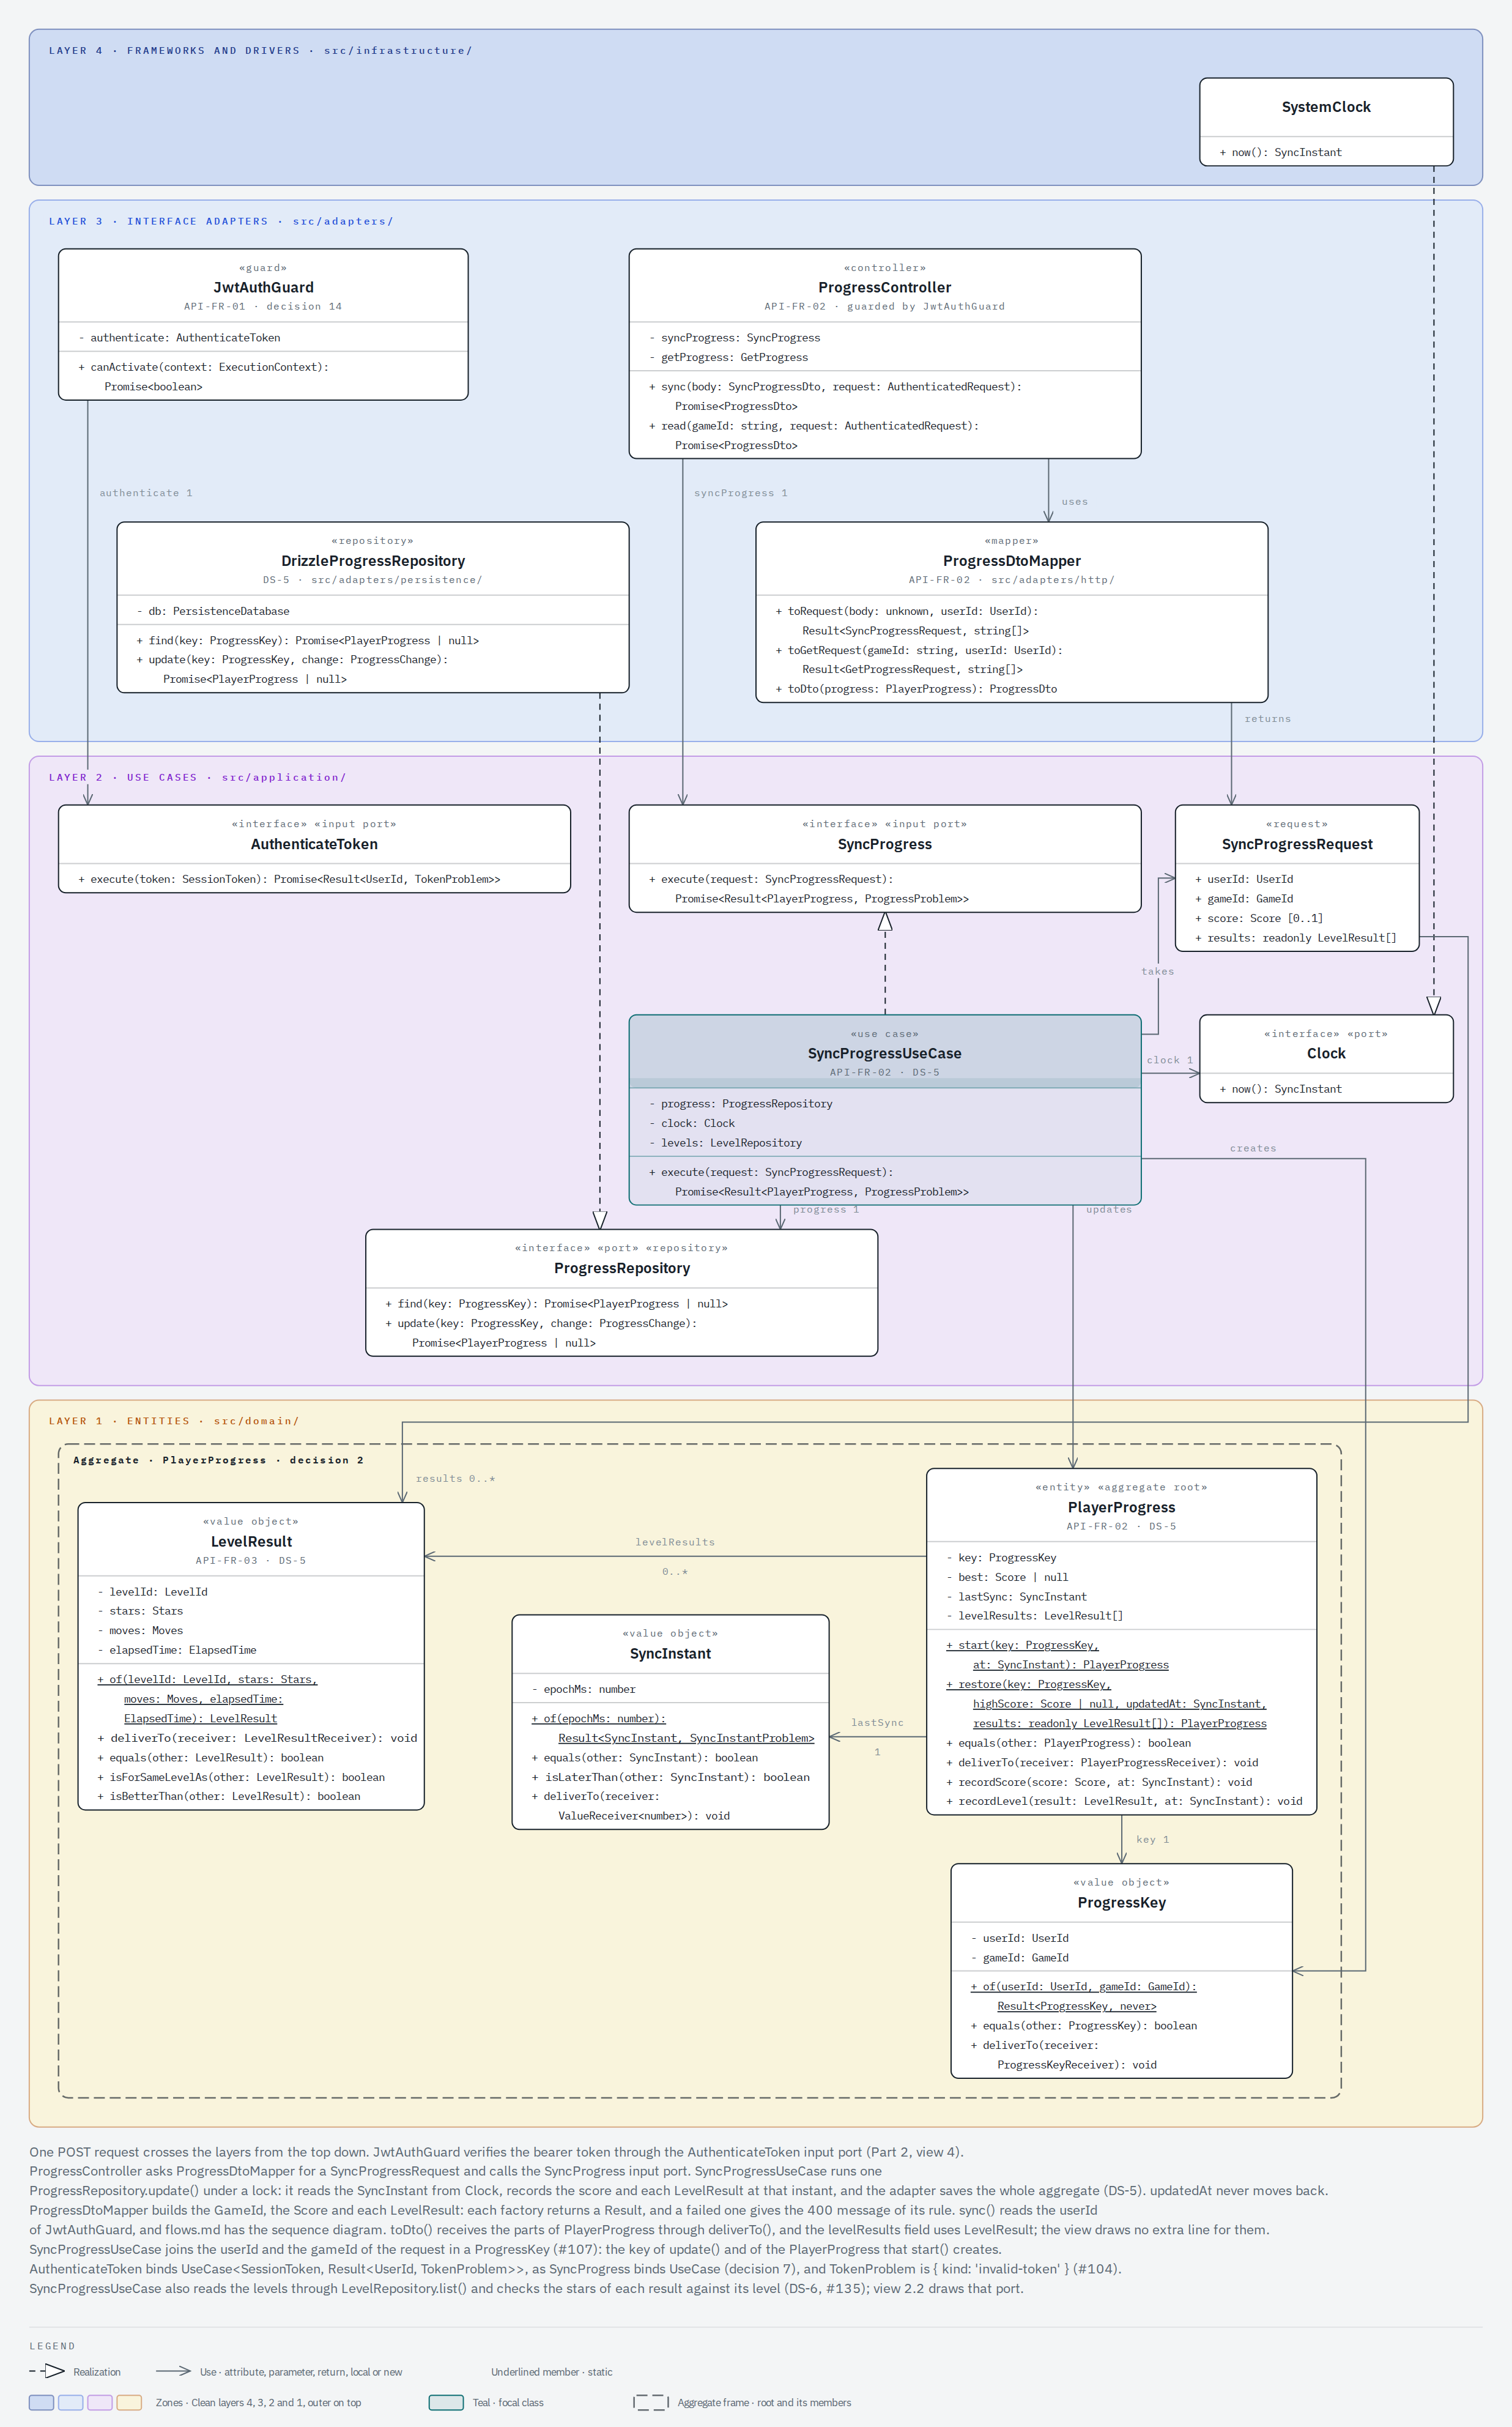 LAYER 4 · FRAMEWORKS AND DRIVERS · src/infrastructure/
SystemClock
+ now(): SyncInstant
LAYER 3 · INTERFACE ADAPTERS · src/adapters/
«guard»
JwtAuthGuard
API-FR-01 · decision 14
- authenticate: AuthenticateToken
+ canActivate(context: ExecutionContext):
Promise<boolean>
«controller»
ProgressController
API-FR-02 · guarded by JwtAuthGuard
- syncProgress: SyncProgress
- getProgress: GetProgress
+ sync(body: SyncProgressDto, request: AuthenticatedRequest):
Promise<ProgressDto>
+ read(gameId: string, request: AuthenticatedRequest):
Promise<ProgressDto>
authenticate 1
syncProgress 1
uses
«repository»
DrizzleProgressRepository
DS-5 · src/adapters/persistence/
- db: PersistenceDatabase
+ find(key: ProgressKey): Promise<PlayerProgress | null>
+ update(key: ProgressKey, change: ProgressChange):
Promise<PlayerProgress | null>
«mapper»
ProgressDtoMapper
API-FR-02 · src/adapters/http/
+ toRequest(body: unknown, userId: UserId):
Result<SyncProgressRequest, string[]>
+ toGetRequest(gameId: string, userId: UserId):
Result<GetProgressRequest, string[]>
+ toDto(progress: PlayerProgress): ProgressDto
returns
LAYER 2 · USE CASES · src/application/
«interface» «input port»
AuthenticateToken
+ execute(token: SessionToken): Promise<Result<UserId, TokenProblem>>
«interface» «input port»
SyncProgress
+ execute(request: SyncProgressRequest):
Promise<Result<PlayerProgress, ProgressProblem>>
«request»
SyncProgressRequest
+ userId: UserId
+ gameId: GameId
+ score: Score [0..1]
+ results: readonly LevelResult[]
takes
«use case»
SyncProgressUseCase
API-FR-02 · DS-5
- progress: ProgressRepository
- clock: Clock
- levels: LevelRepository
+ execute(request: SyncProgressRequest):
Promise<Result<PlayerProgress, ProgressProblem>>
clock 1
«interface» «port»
Clock
+ now(): SyncInstant
creates
progress 1
updates
«interface» «port» «repository»
ProgressRepository
+ find(key: ProgressKey): Promise<PlayerProgress | null>
+ update(key: ProgressKey, change: ProgressChange):
Promise<PlayerProgress | null>
LAYER 1 · ENTITIES · src/domain/
Aggregate · PlayerProgress · decision 2
results 0..*
«value object»
LevelResult
API-FR-03 · DS-5
- levelId: LevelId
- stars: Stars
- moves: Moves
- elapsedTime: ElapsedTime
+ of(levelId: LevelId, stars: Stars,
moves: Moves, elapsedTime:
ElapsedTime): LevelResult
+ deliverTo(receiver: LevelResultReceiver): void
+ equals(other: LevelResult): boolean
+ isForSameLevelAs(other: LevelResult): boolean
+ isBetterThan(other: LevelResult): boolean
levelResults
0..*
«value object»
SyncInstant
- epochMs: number
+ of(epochMs: number):
Result<SyncInstant, SyncInstantProblem>
+ equals(other: SyncInstant): boolean
+ isLaterThan(other: SyncInstant): boolean
+ deliverTo(receiver:
ValueReceiver<number>): void
lastSync
1
«entity» «aggregate root»
PlayerProgress
API-FR-02 · DS-5
- key: ProgressKey
- best: Score | null
- lastSync: SyncInstant
- levelResults: LevelResult[]
+ start(key: ProgressKey,
at: SyncInstant): PlayerProgress
+ restore(key: ProgressKey,
highScore: Score | null, updatedAt: SyncInstant,
results: readonly LevelResult[]): PlayerProgress
+ equals(other: PlayerProgress): boolean
+ deliverTo(receiver: PlayerProgressReceiver): void
+ recordScore(score: Score, at: SyncInstant): void
+ recordLevel(result: LevelResult, at: SyncInstant): void
key 1
«value object»
ProgressKey
- userId: UserId
- gameId: GameId
+ of(userId: UserId, gameId: GameId):
Result<ProgressKey, never>
+ equals(other: ProgressKey): boolean
+ deliverTo(receiver:
ProgressKeyReceiver): void
One POST request crosses the layers from the top down. JwtAuthGuard verifies the bearer token through the AuthenticateToken input port (Part 2, view 4).
ProgressController asks ProgressDtoMapper for a SyncProgressRequest and calls the SyncProgress input port. SyncProgressUseCase runs one
ProgressRepository.update() under a lock: it reads the SyncInstant from Clock, records the score and each LevelResult at that instant, and the adapter saves the whole aggregate (DS-5). updatedAt never moves back.
ProgressDtoMapper builds the GameId, the Score and each LevelResult: each factory returns a Result, and a failed one gives the 400 message of its rule. sync() reads the userId
of JwtAuthGuard, and flows.md has the sequence diagram. toDto() receives the parts of PlayerProgress through deliverTo(), and the levelResults field uses LevelResult; the view draws no extra line for them.
SyncProgressUseCase joins the userId and the gameId of the request in a ProgressKey (#107): the key of update() and of the PlayerProgress that start() creates.
AuthenticateToken binds UseCase<SessionToken, Result<UserId, TokenProblem>>, as SyncProgress binds UseCase (decision 7), and TokenProblem is { kind: 'invalid-token' } (#104).
SyncProgressUseCase also reads the levels through LevelRepository.list() and checks the stars of each result against its level (DS-6, #135); view 2.2 draws that port.
LEGEND
Realization
Use · attribute, parameter, return, local or new
Underlined member · static
Zones · Clean layers 4, 3, 2 and 1, outer on top
Teal · focal class
Aggregate frame · root and its members